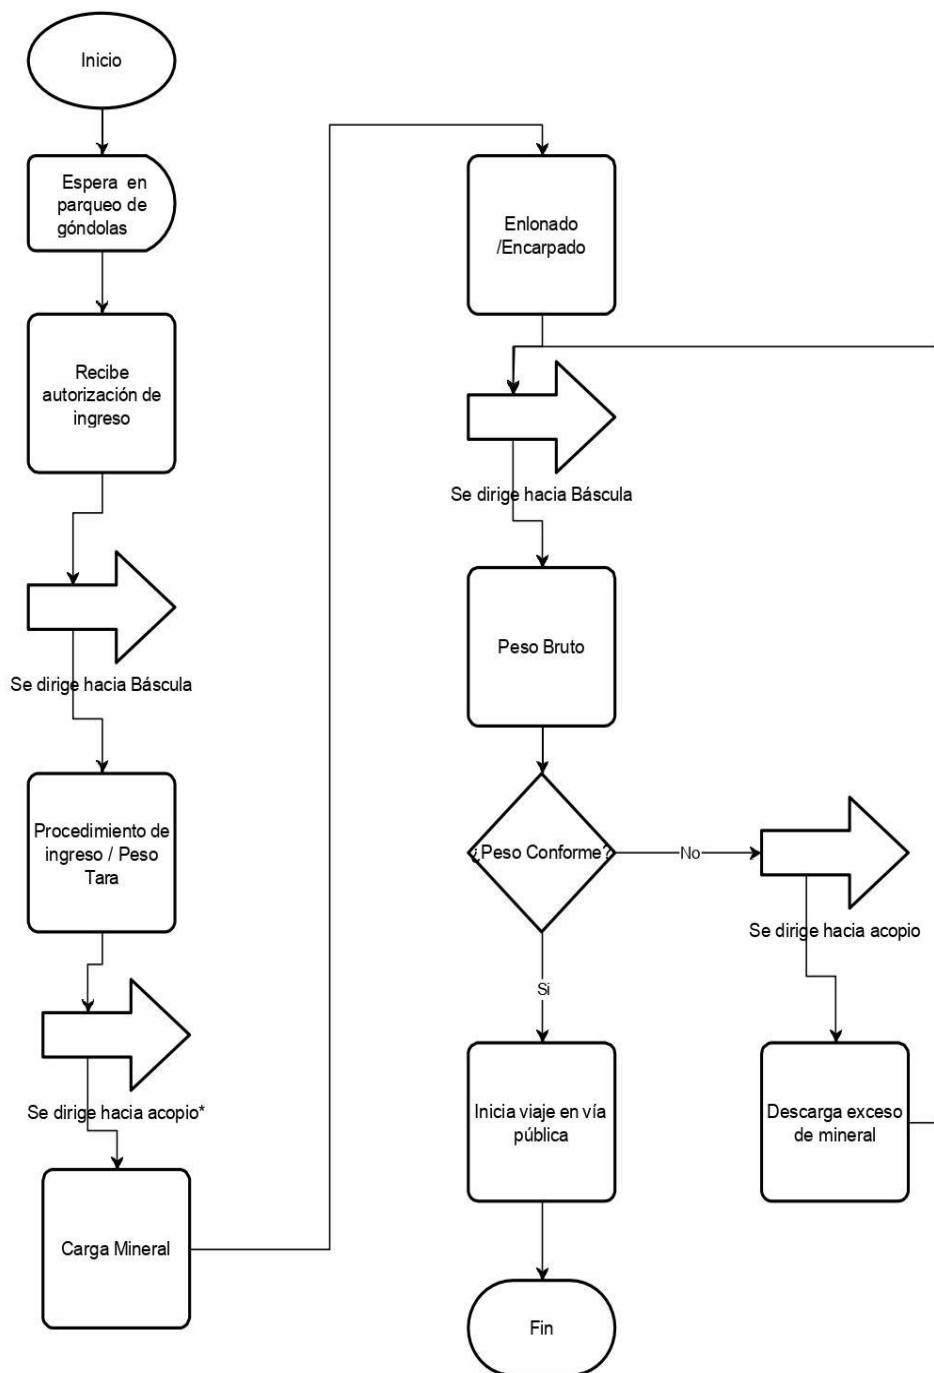 Inicio
Espera en
parqueo de
góndolas
Recibe
autorización de
ingreso
Se dirige hacia Báscula
Procedimiento de
ingreso / Peso
Tara
Se dirige hacia acopio*
Carga Mineral
Enlonado
/Encarpado
Se dirige hacia Báscula
Peso Bruto
¿Peso Conforme?
No
Se dirige hacia acopio
Descarga exceso
de mineral
Si
Inicia viaje en vía
pública
Fin